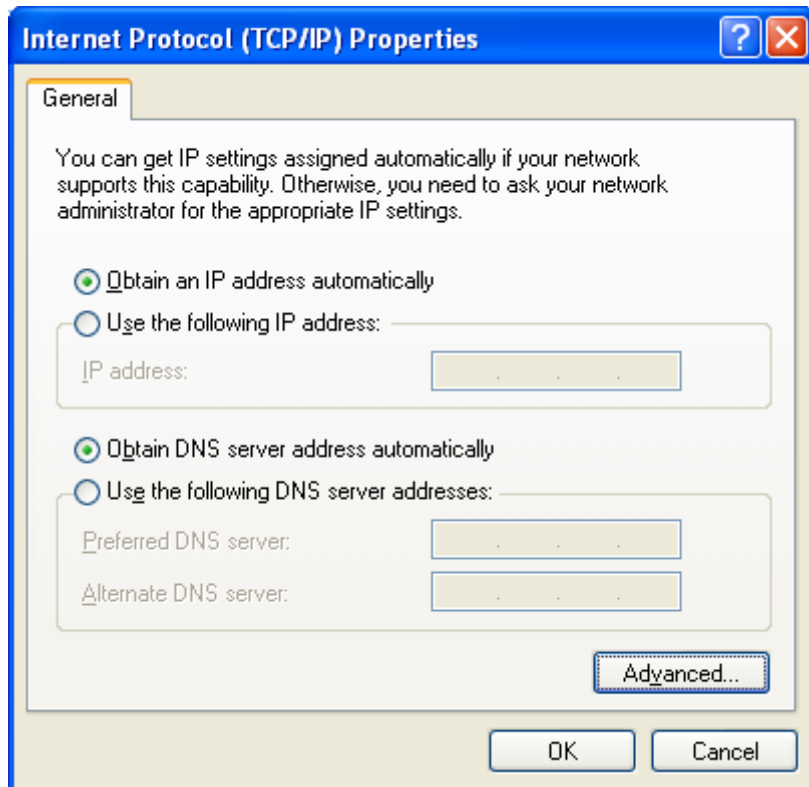 Internet Protocol (TCP/IP) Properties
General
You can get IP settings assigned automatically if your network
supports this capability. Otherwise, you need to ask your network
administrator for the appropriate IP settings.
Obtain an IP address automatically
Use the following IP address:
IP address:
Obtain DNS server address automatically
Use the following DNS server addresses:
Preferred DNS server:
Alternate DNS server:
Advanced...
OK Cancel